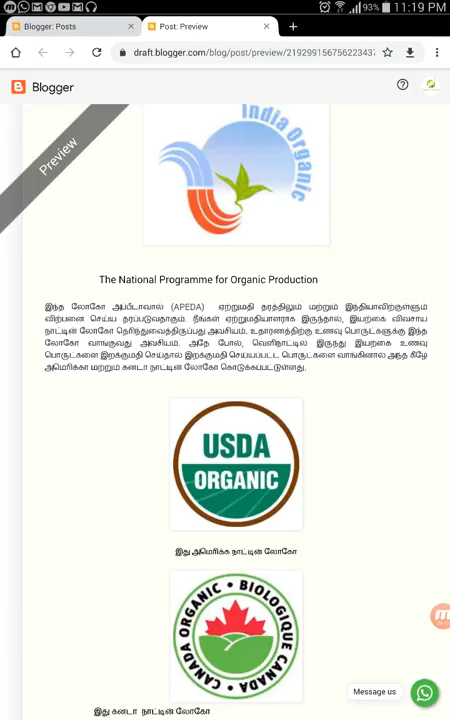 93% 11:19 PM
Blogger: Posts
Post: Preview
draft.blogger.com/blog/post/preview/21929915675622343
Blogger
Preview
India Organic
The National Programme for Organic Production
இந்த லோகோ அப்பீடாவால் (APEDA) ஏற்றுமதி தரத்திலும் மற்றும் இந்தியாவிற்குள்ளும்
விற்பனை செய்ய தரப்படுவதாகும். நீங்கள் ஏற்றுமதியாளராக இருந்தால், இயற்கை விவசாய
நாட்டின் லோகோ தெரிந்துவைத்திருப்பது அவசியம். உதாரணத்திற்கு உணவு பொருட்களுக்கு இந்த
லோகோ வாங்குவது அவசியம். அதே போல், வெளிநாட்டில் இருந்து இயற்கை உணவு
பொருட்களை இறக்குமதி செய்தால் இறக்குமதி செய்யப்பட்ட பொருட்களை வாங்கினால் அந்த கிழே
அமெரிக்கா மற்றும் கனடா நாட்டின் லோகோ கொடுக்கப்பட்டுள்ளது.
USDA
ORGANIC
இது அமெரிக்க நாட்டின் லோகோ
CANADA ORGANIC • BIOLOGIQUE CANADA •
Message us
இது கனடா நாட்டின் லோகோ